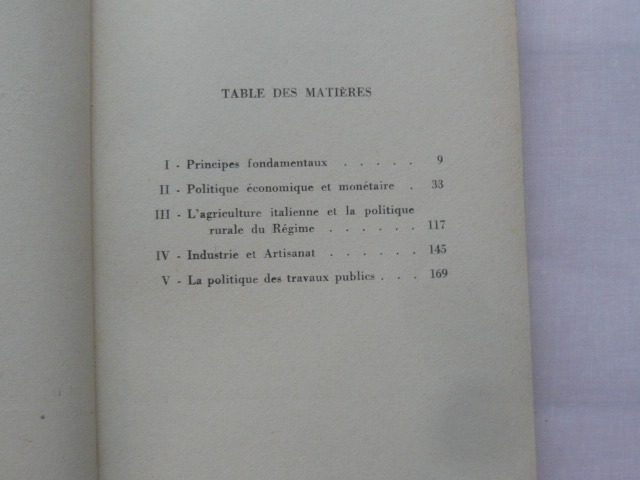 TABLE DES MATIÈRES
I - Principes fondamentaux . . . . . 9
II - Politique économique et monétaire . 33
III - L'agriculture italienne et la politique
rurale du Régime . . . . . . 117
IV - Industrie et Artisanat . . . . . . 145
V - La politique des travaux publics . . . 169